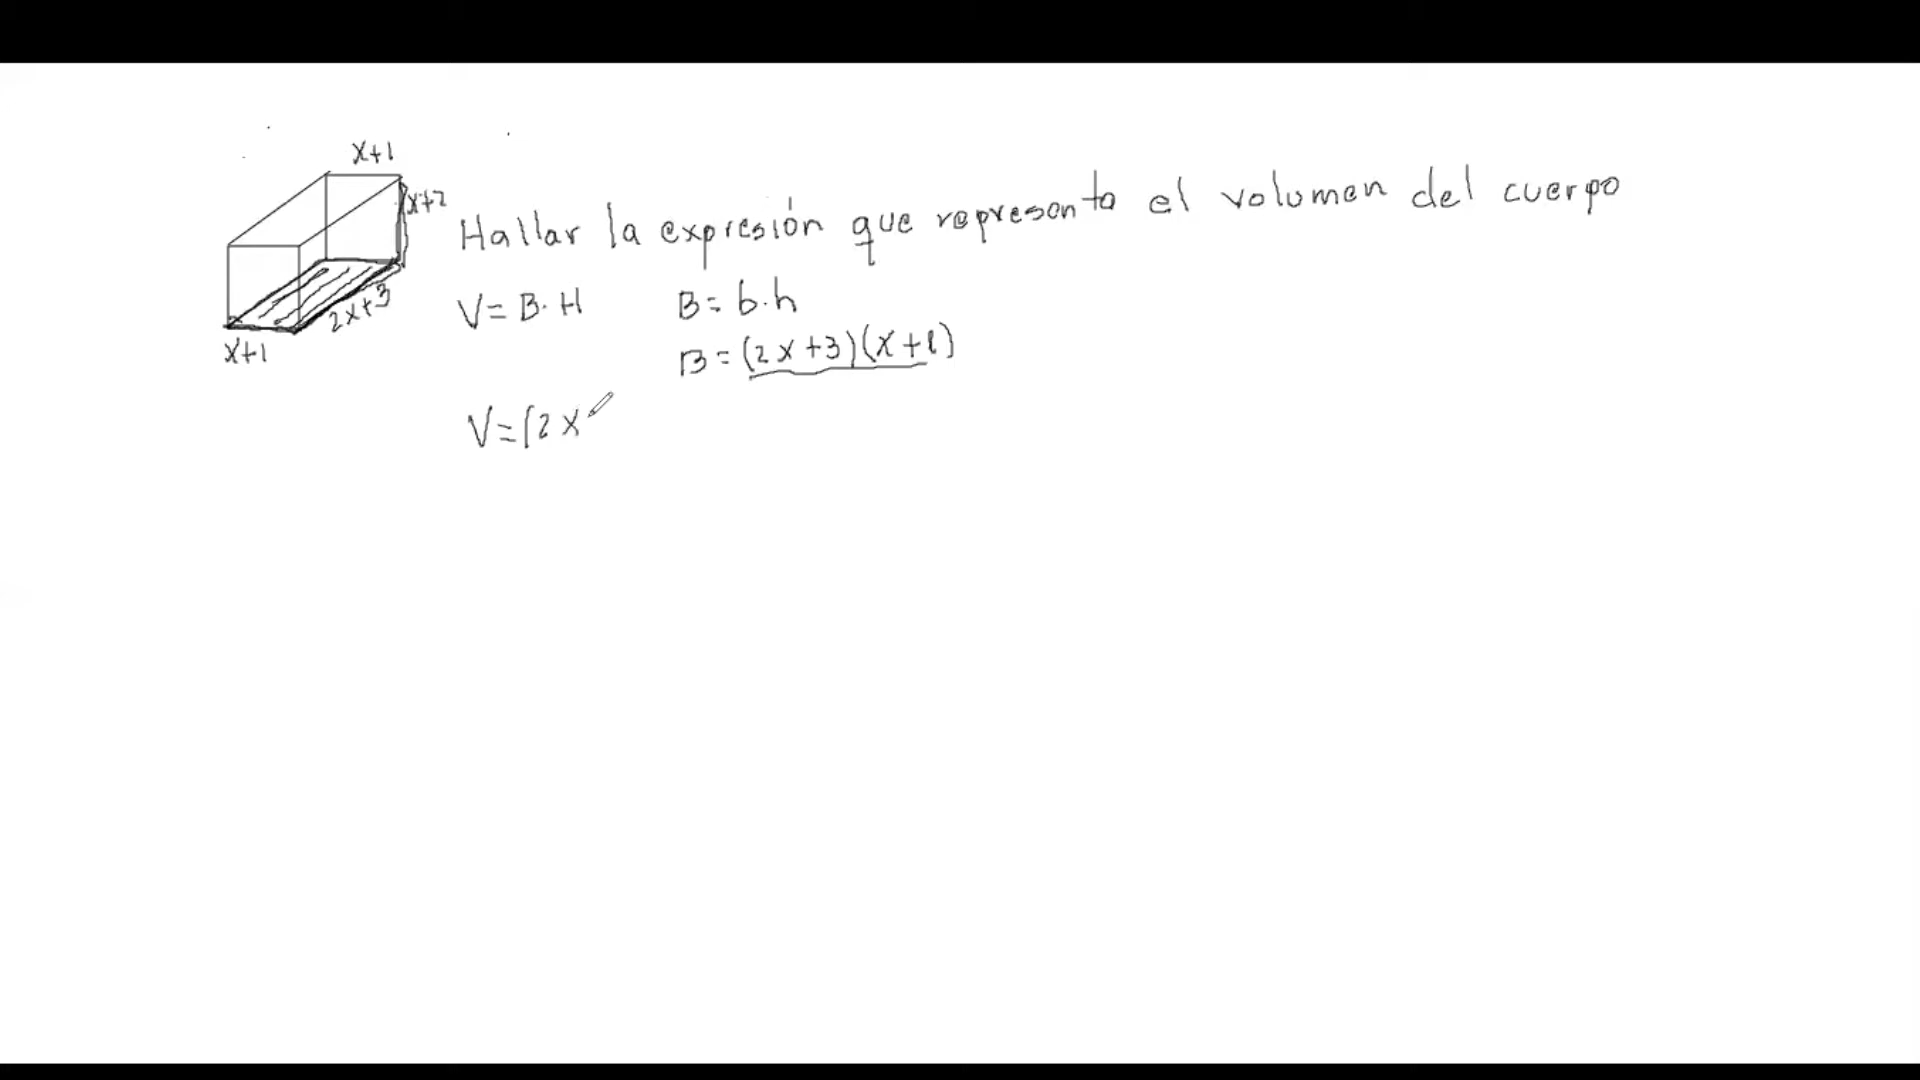 x+1
x+2
Hallar la expresión que representa el volumen del cuerpo
2x+3
x+1
V=B.H
B=b.h
B=(2x+3)(x+1)
V=(2x